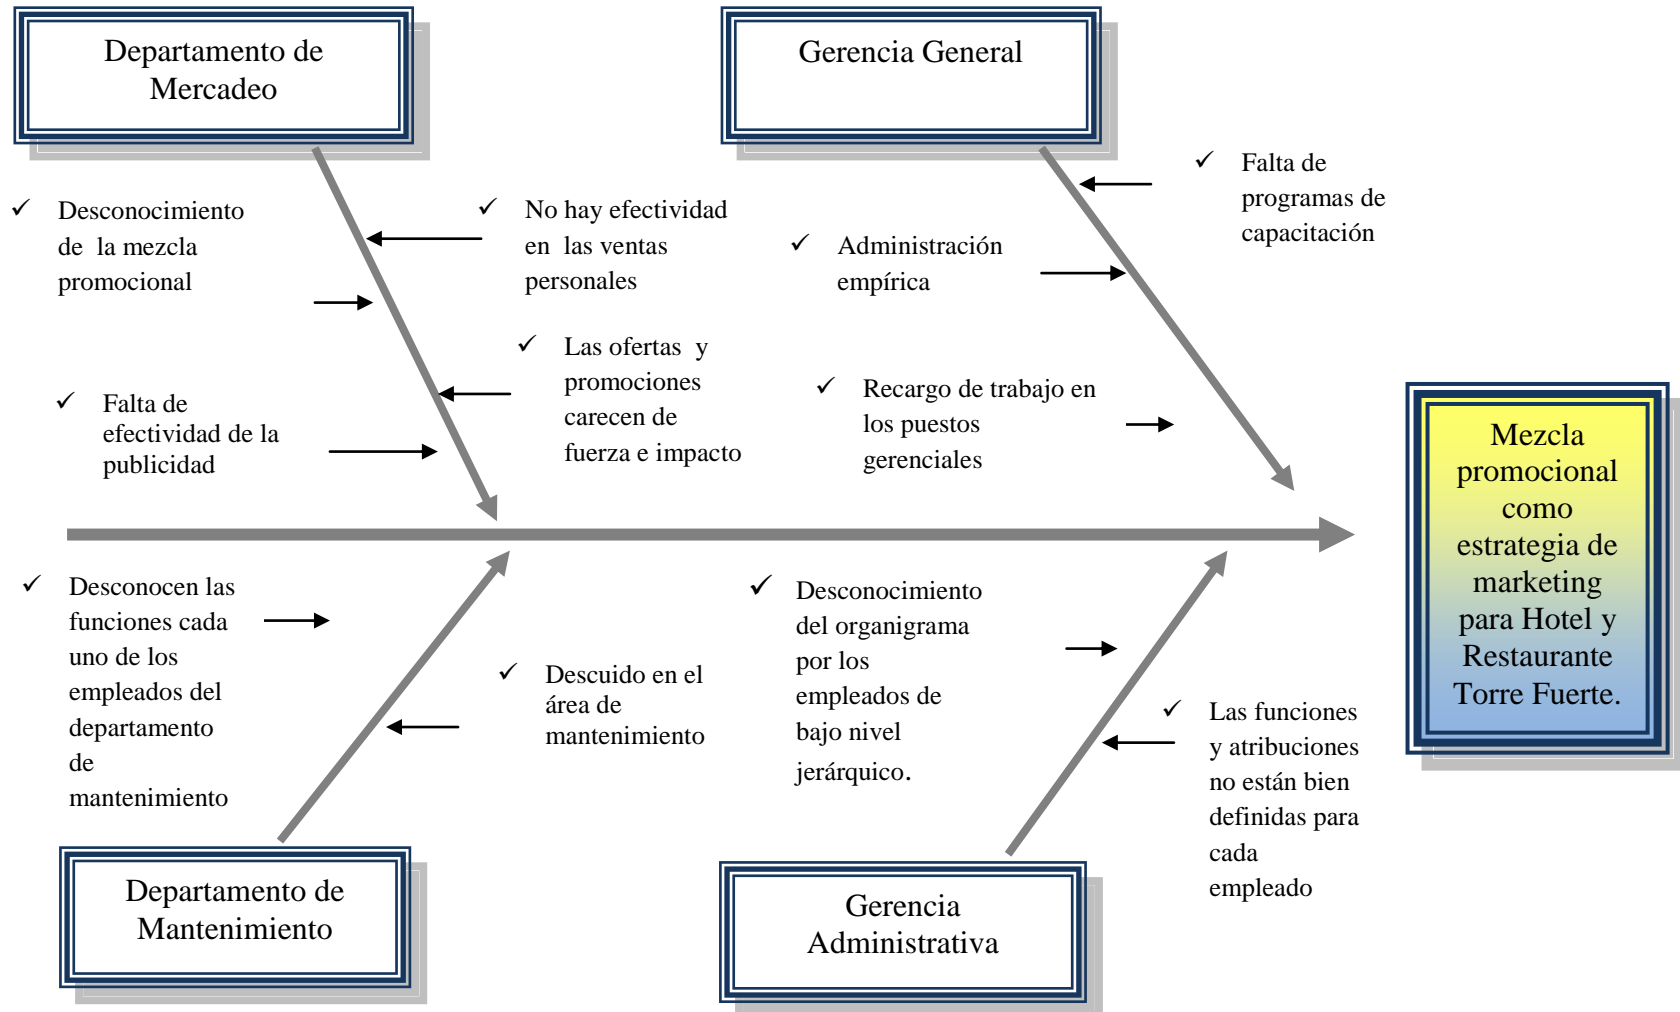 Departamento de
Mercadeo
Gerencia General
✓ Desconocimiento
de la mezcla
promocional
✓ No hay efectividad
en las ventas
personales
✓ Falta de
efectividad de la
publicidad
✓ Las ofertas y
promociones
carecen de
fuerza e impacto
✓ Falta de
programas de
capacitación
✓ Administración
empírica
✓ Recargo de trabajo en
los puestos
gerenciales
Mezcla
promocional
como
estrategia de
marketing
para Hotel y
Restaurante
Torre Fuerte.
✓ Desconocen las
funciones cada
uno de los
empleados del
departamento
de
mantenimiento
✓ Descuido en el
área de
mantenimiento
✓ Desconocimiento
del organigrama
por los
empleados de
bajo nivel
jerárquico.
✓ Las funciones
y atribuciones
no están bien
definidas para
cada
empleado
Departamento de
Mantenimiento
Gerencia
Administrativa